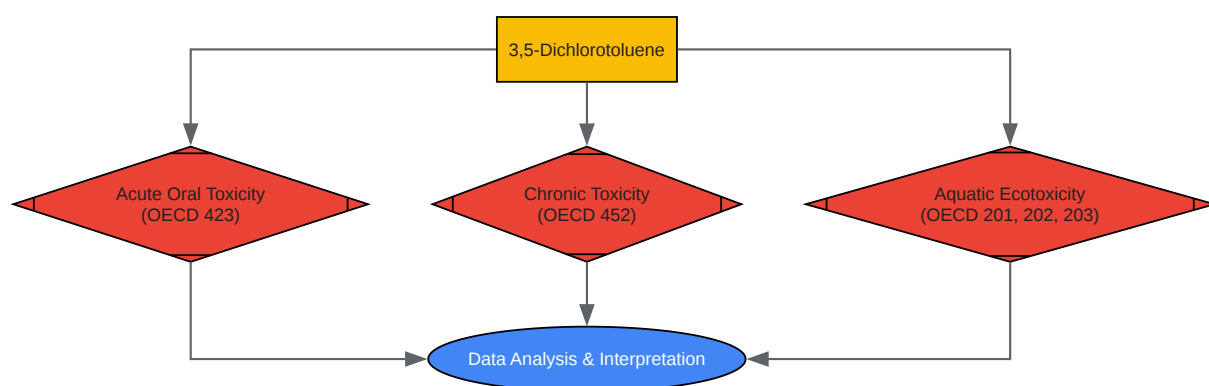 3,5-Dichlorotoluene
Acute Oral Toxicity
(OECD 423)
Chronic Toxicity
(OECD 452)
Aquatic Ecotoxicity
(OECD 201, 202, 203)
Data Analysis & Interpretation